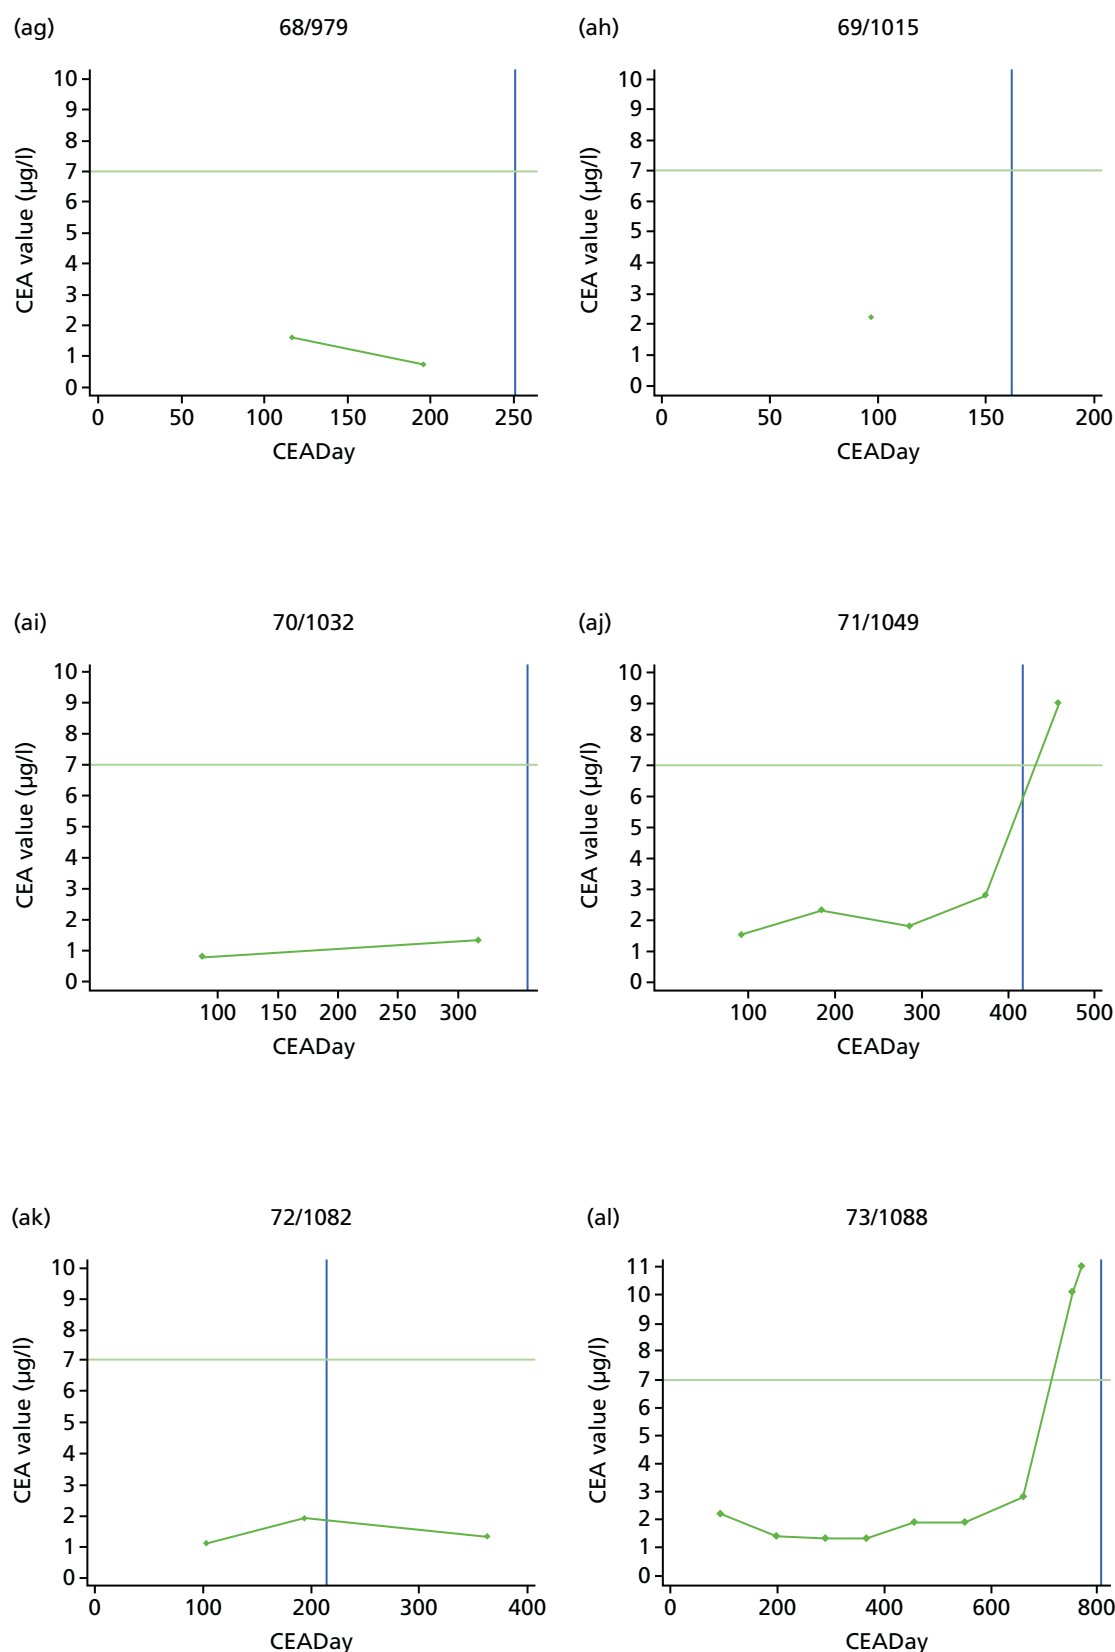 (ag) 68/979
10
9
8
7
6
5
4
3
2
1
0
CEA value (µg/l)
0 50 100 150 200 250
CEADay
(ah) 69/1015
10
9
8
7
6
5
4
3
2
1
0
CEA value (µg/l)
0 50 100 150 200
CEADay
(ai) 70/1032
10
9
8
7
6
5
4
3
2
1
0
CEA value (µg/l)
100 150 200 250 300
CEADay
(aj) 71/1049
10
9
8
7
6
5
4
3
2
1
0
CEA value (µg/l)
100 200 300 400 500
CEADay
(ak) 72/1082
10
9
8
7
6
5
4
3
2
1
0
CEA value (µg/l)
0 100 200 300 400
CEADay
(al) 73/1088
11
10
9
8
7
6
5
4
3
2
1
0
CEA value (µg/l)
0 200 400 600 800
CEADay